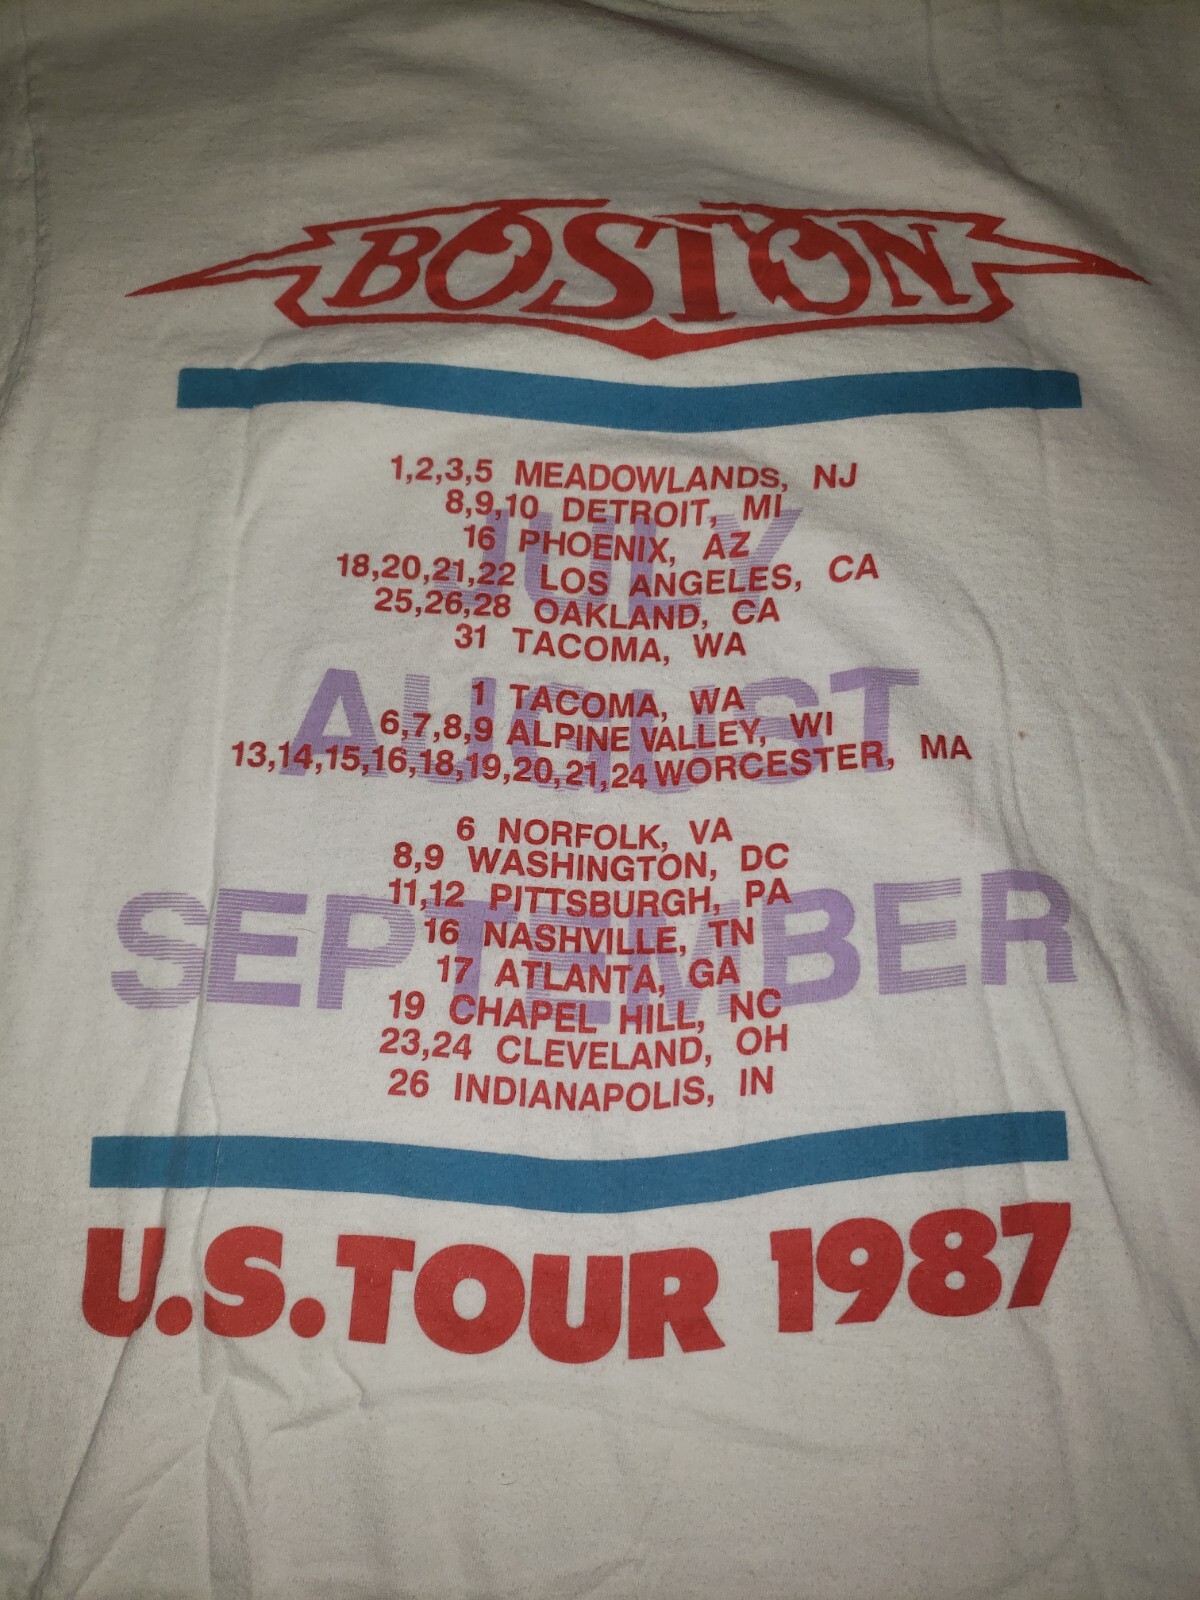 BOSTON
JULY
1,2,3,5 MEADOWLANDS, NJ
8,9,10 DETROIT, MI
16 PHOENIX, AZ
18,20,21,22 LOS ANGELES, CA
25,26,28 OAKLAND, CA
31 TACOMA, WA
AUGUST
1 TACOMA, WA
6,7,8,9 ALPINE VALLEY, WI
13,14,15,16,18,19,20,21,24 WORCESTER, MA
SEPTEMBER
6 NORFOLK, VA
8,9 WASHINGTON, DC
11,12 PITTSBURGH, PA
16 NASHVILLE, TN
17 ATLANTA, GA
19 CHAPEL HILL, NC
23,24 CLEVELAND, OH
26 INDIANAPOLIS, IN
U.S. TOUR 1987